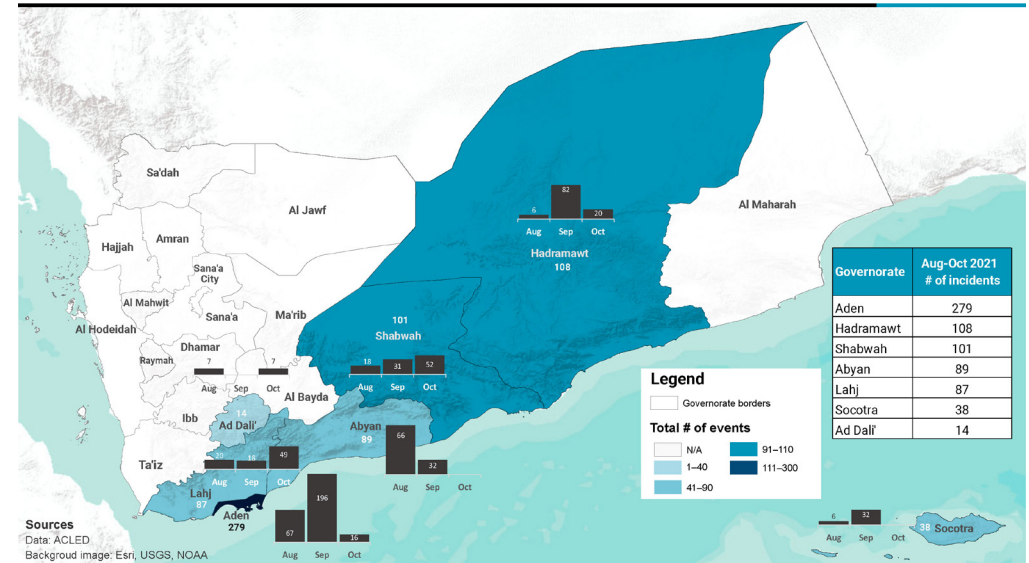 Sa'dah
Al Jawf
Hajjah
Amran
Sana'a
City
Al Mahwit
Sana'a
Al Hodeidah
Ma'rib
Dhamar
Raymah
7 7
Aug Sep Oct
Al Bayda
Ibb
14
Ad Dali'
Ta'iz
20 18 49
Aug Sep Oct
Lahj
87
Aden
279
67 196 16
Aug Sep Oct
Abyan
89
66 32
Aug Sep Oct
101
Shabwah
18 31 52
Aug Sep Oct
6 82 20
Aug Sep Oct
Hadramawt
108
Al Maharah
Governorate Aug-Oct 2021 # of incidents
Aden 279
Hadramawt 108
Shabwah 101
Abyan 89
Lahj 87
Socotra 38
Ad Dali' 14
Legend
Governorate borders
Total # of events
N/A
1–40
41–90
91–110
111–300
6 32
Aug Sep Oct
38 Socotra
Sources
Data: ACLED
Backgroud image: Esri, USGS, NOAA